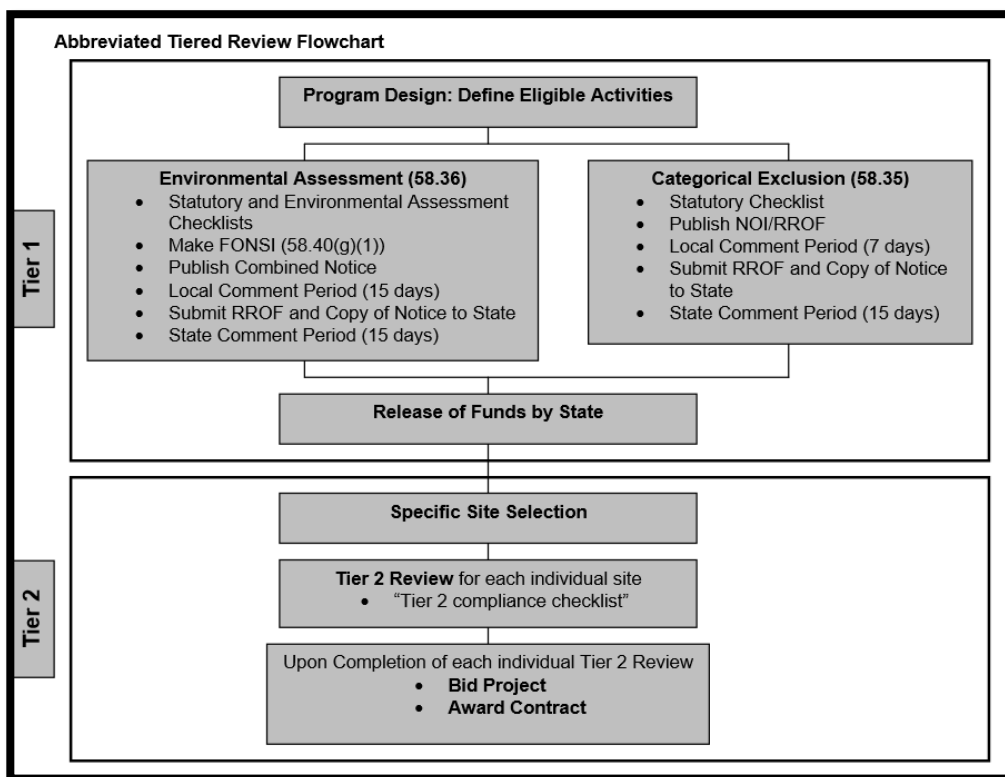 Abbreviated Tiered Review Flowchart
Tier 1
Program Design: Define Eligible Activities
Environmental Assessment (58.36)
• Statutory and Environmental Assessment
Checklists
• Make FONSI (58.40(g)(1))
• Publish Combined Notice
• Local Comment Period (15 days)
• Submit RROF and Copy of Notice to State
• State Comment Period (15 days)
Categorical Exclusion (58.35)
• Statutory Checklist
• Publish NOI/RROF
• Local Comment Period (7 days)
• Submit RROF and Copy of Notice
to State
• State Comment Period (15 days)
Release of Funds by State
Tier 2
Specific Site Selection
Tier 2 Review for each individual site
• “Tier 2 compliance checklist”
Upon Completion of each individual Tier 2 Review
• Bid Project
• Award Contract